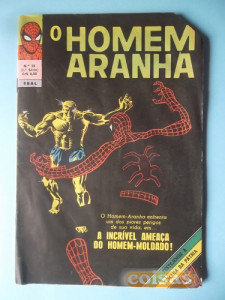 O HOMEM
ARANHA
EBAL
O Homem-Aranha enfrenta
um dos piores perigos
de sua vida, em...
A INCRÍVEL AMEAÇA
DO HOMEM-MOLDADO!
coisas